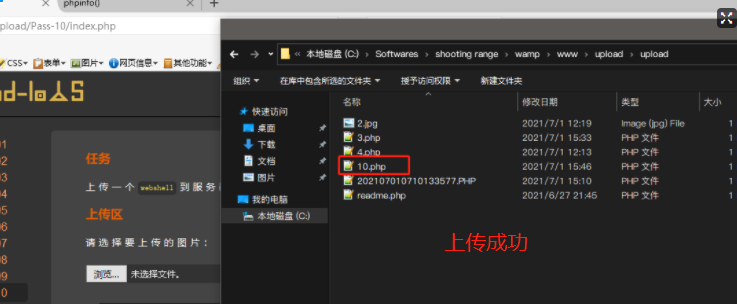 phpinfo()
pload/Pass-10/index.php
CSS 表单 图片 网页信息 其他功能
任务
上传一个 webshell 到服务器
上传区
请选择要上传的图片：
浏览... 未选择文件。
01
02
03
04
05
06
07
08
09
本地磁盘 (C:) Softwares shooting range wamp www upload upload
组织 在库中包含所选的文件夹 授予访问权限 新建文件夹
快速访问
桌面
下载
文档
图片
我的电脑
本地磁盘 (C:)
名称 修改日期 类型 大小
2.jpg 2021/7/1 12:19 Image (jpg) File 1
3.php 2021/7/1 15:33 PHP 文件 1
4.php 2021/7/1 12:13 PHP 文件 1
10.php 2021/7/1 15:46 PHP 文件 1
202107010710133577.PHP 2021/7/1 15:10 PHP 文件 1
readme.php 2021/6/27 21:45 PHP 文件 1
上传成功